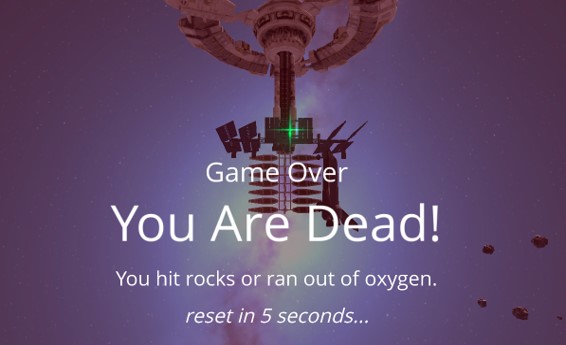 Game Over
You Are Dead!
You hit rocks or ran out of oxygen.
reset in 5 seconds...